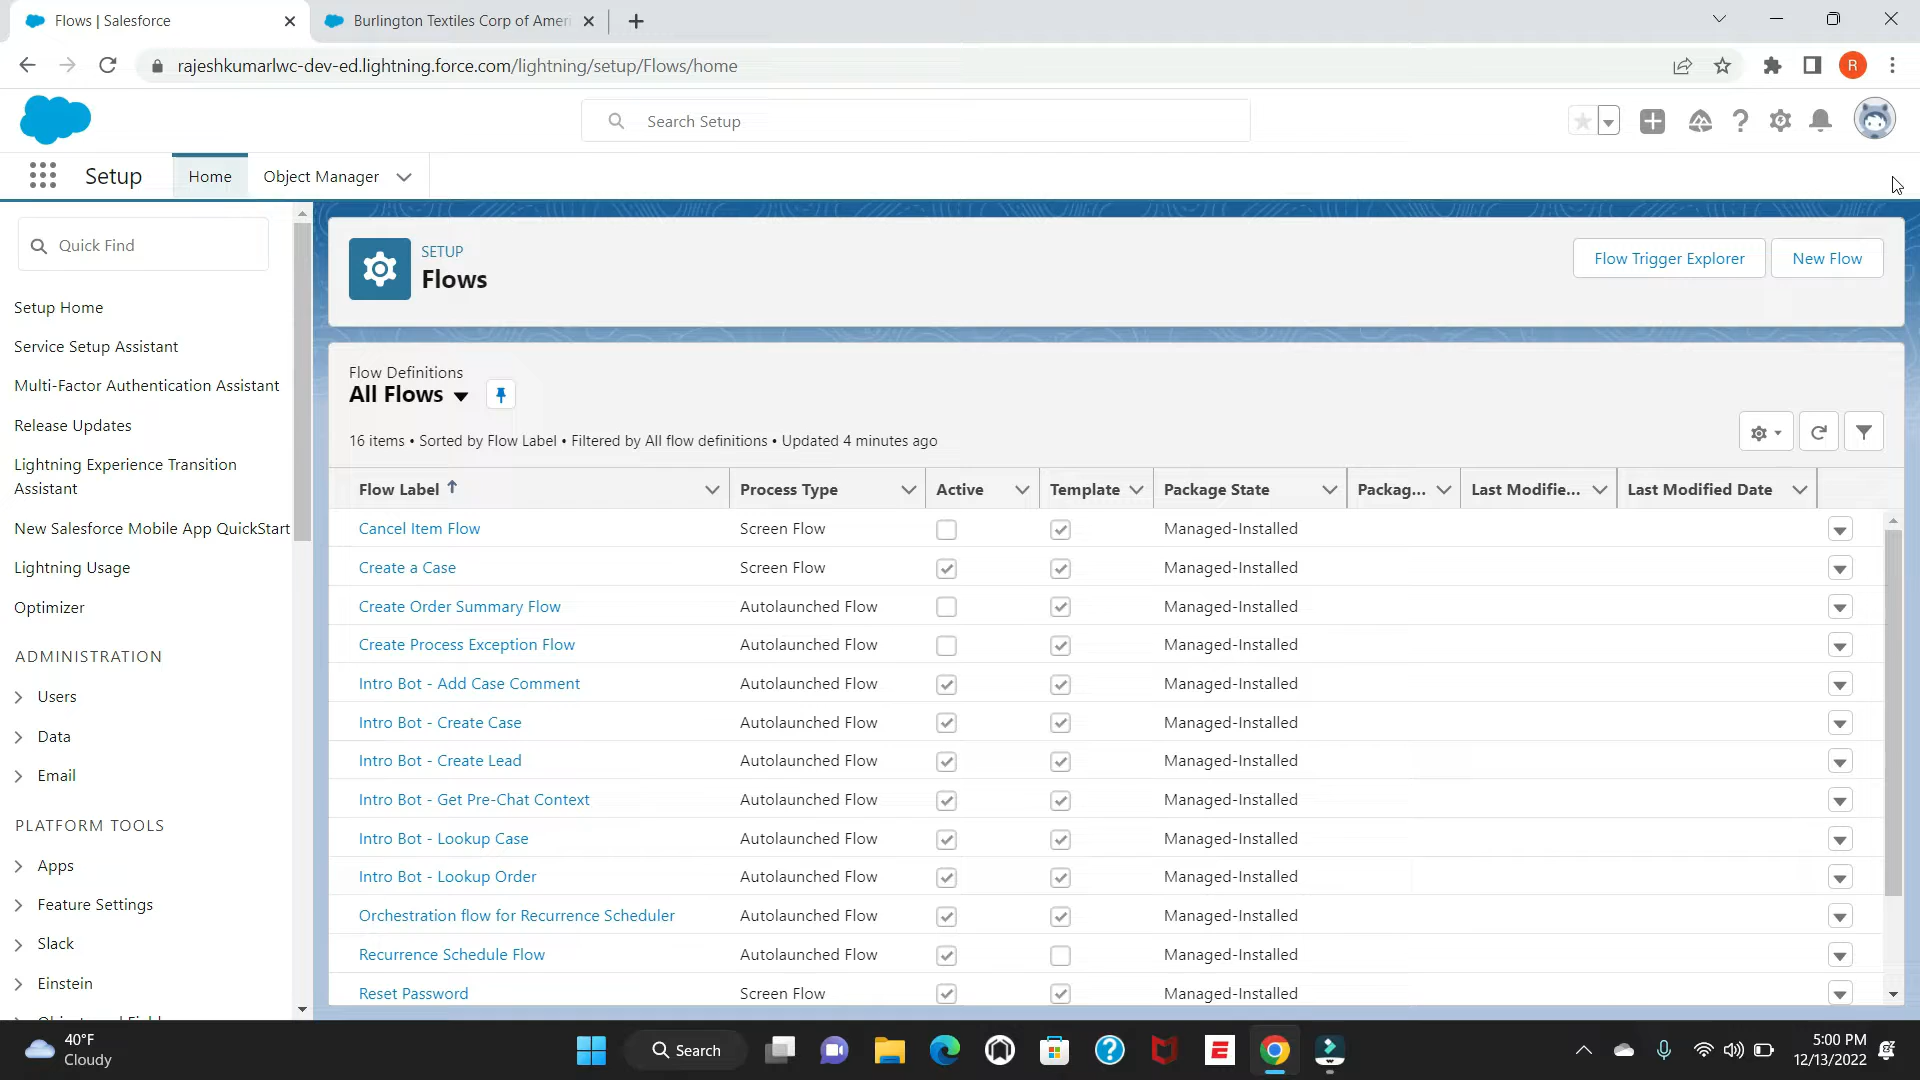 Flows | Salesforce
Burlington Textiles Corp of Ameri
rajeshkumarlwc-dev-ed.lightning.force.com/lightning/setup/Flows/home
R
Search Setup
Setup
Home
Object Manager
Quick Find
Setup Home
Service Setup Assistant
Multi-Factor Authentication Assistant
Release Updates
Lightning Experience Transition
Assistant
New Salesforce Mobile App QuickStart
Lightning Usage
Optimizer
ADMINISTRATION
Users
Data
Email
PLATFORM TOOLS
Apps
Feature Settings
Slack
Einstein
SETUP
Flows
Flow Trigger Explorer
New Flow
Flow Definitions
All Flows
16 items • Sorted by Flow Label • Filtered by All flow definitions • Updated 4 minutes ago
Flow Label Process Type Active Template Package State Packag... Last Modifie... Last Modified Date
Cancel Item Flow Screen Flow Managed-Installed
Create a Case Screen Flow Managed-Installed
Create Order Summary Flow Autolaunched Flow Managed-Installed
Create Process Exception Flow Autolaunched Flow Managed-Installed
Intro Bot - Add Case Comment Autolaunched Flow Managed-Installed
Intro Bot - Create Case Autolaunched Flow Managed-Installed
Intro Bot - Create Lead Autolaunched Flow Managed-Installed
Intro Bot - Get Pre-Chat Context Autolaunched Flow Managed-Installed
Intro Bot - Lookup Case Autolaunched Flow Managed-Installed
Intro Bot - Lookup Order Autolaunched Flow Managed-Installed
Orchestration flow for Recurrence Scheduler Autolaunched Flow Managed-Installed
Recurrence Schedule Flow Autolaunched Flow Managed-Installed
Reset Password Screen Flow Managed-Installed
40°F
Cloudy
Search
5:00 PM
12/13/2022